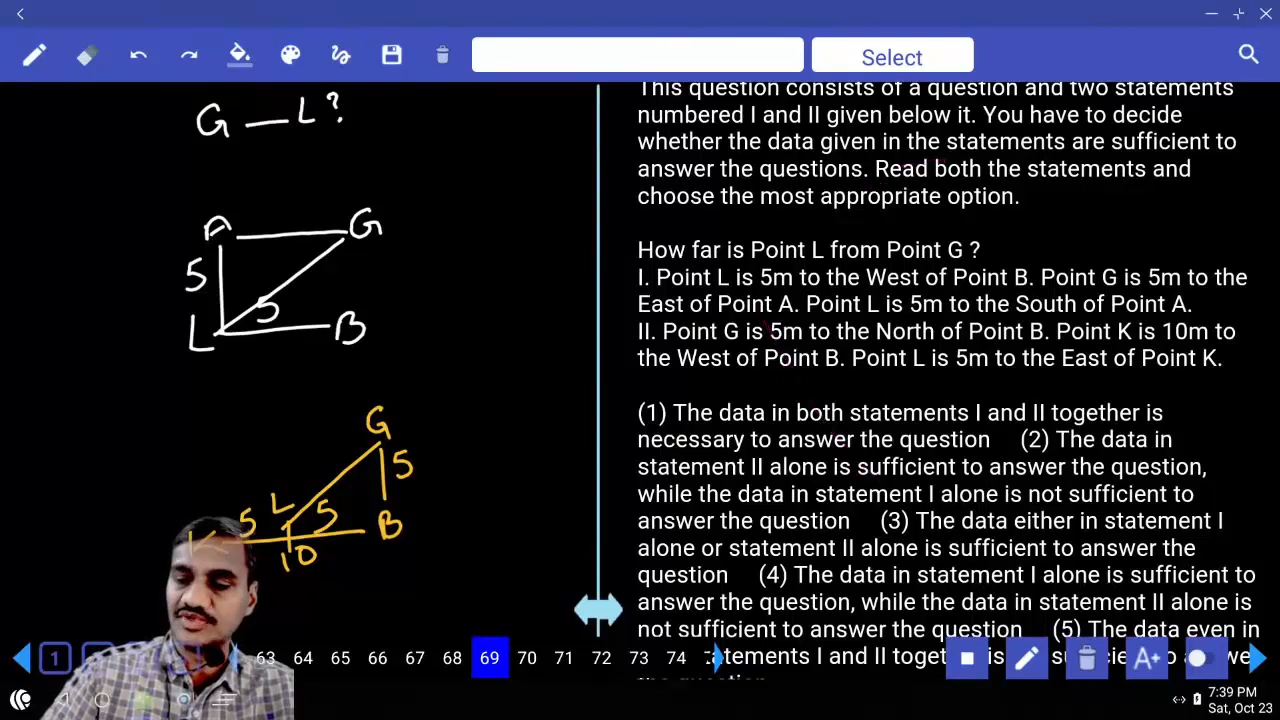 Select
G — L ?
A G
5
5
L B
G
5
L
5 5 B
K
10
This question consists of a question and two statements
numbered I and II given below it. You have to decide
whether the data given in the statements are sufficient to
answer the questions. Read both the statements and
choose the most appropriate option.
How far is Point L from Point G ?
I. Point L is 5m to the West of Point B. Point G is 5m to the
East of Point A. Point L is 5m to the South of Point A.
II. Point G is 5m to the North of Point B. Point K is 10m to
the West of Point B. Point L is 5m to the East of Point K.
(1) The data in both statements I and II together is
necessary to answer the question (2) The data in
statement II alone is sufficient to answer the question,
while the data in statement I alone is not sufficient to
answer the question (3) The data either in statement I
alone or statement II alone is sufficient to answer the
question (4) The data in statement I alone is sufficient to
answer the question, while the data in statement II alone is
not sufficient to answer the question (5) The data even in
statements I and II
1 63 64 65 66 67 68 69 70 71 72 73 74 A+
7:39 PM
Sat, Oct 23